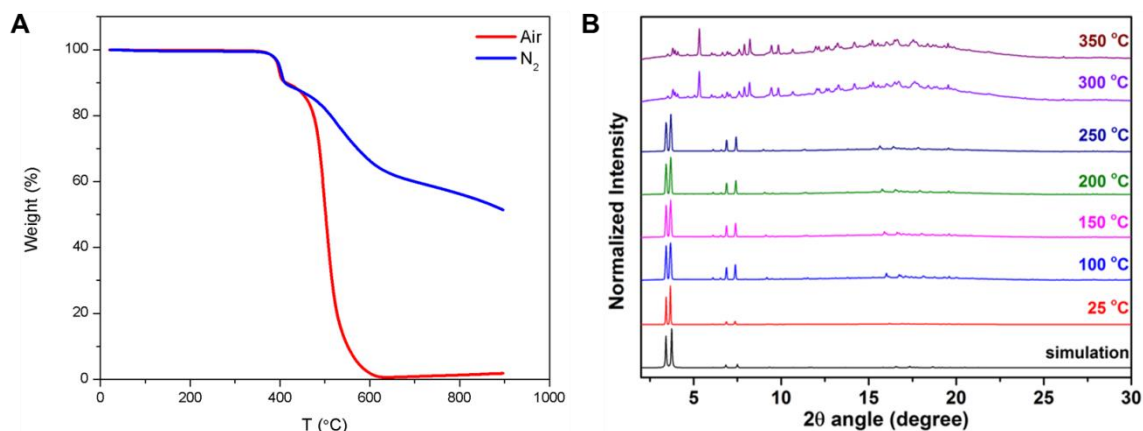 A
Air
N₂
100
80
60
40
20
0
Weight (%)
0 200 400 600 800 1000
T (°C)
B
350 °C
300 °C
250 °C
200 °C
150 °C
100 °C
25 °C
simulation
Normalized Intensity
5 10 15 20 25 30
2θ angle (degree)